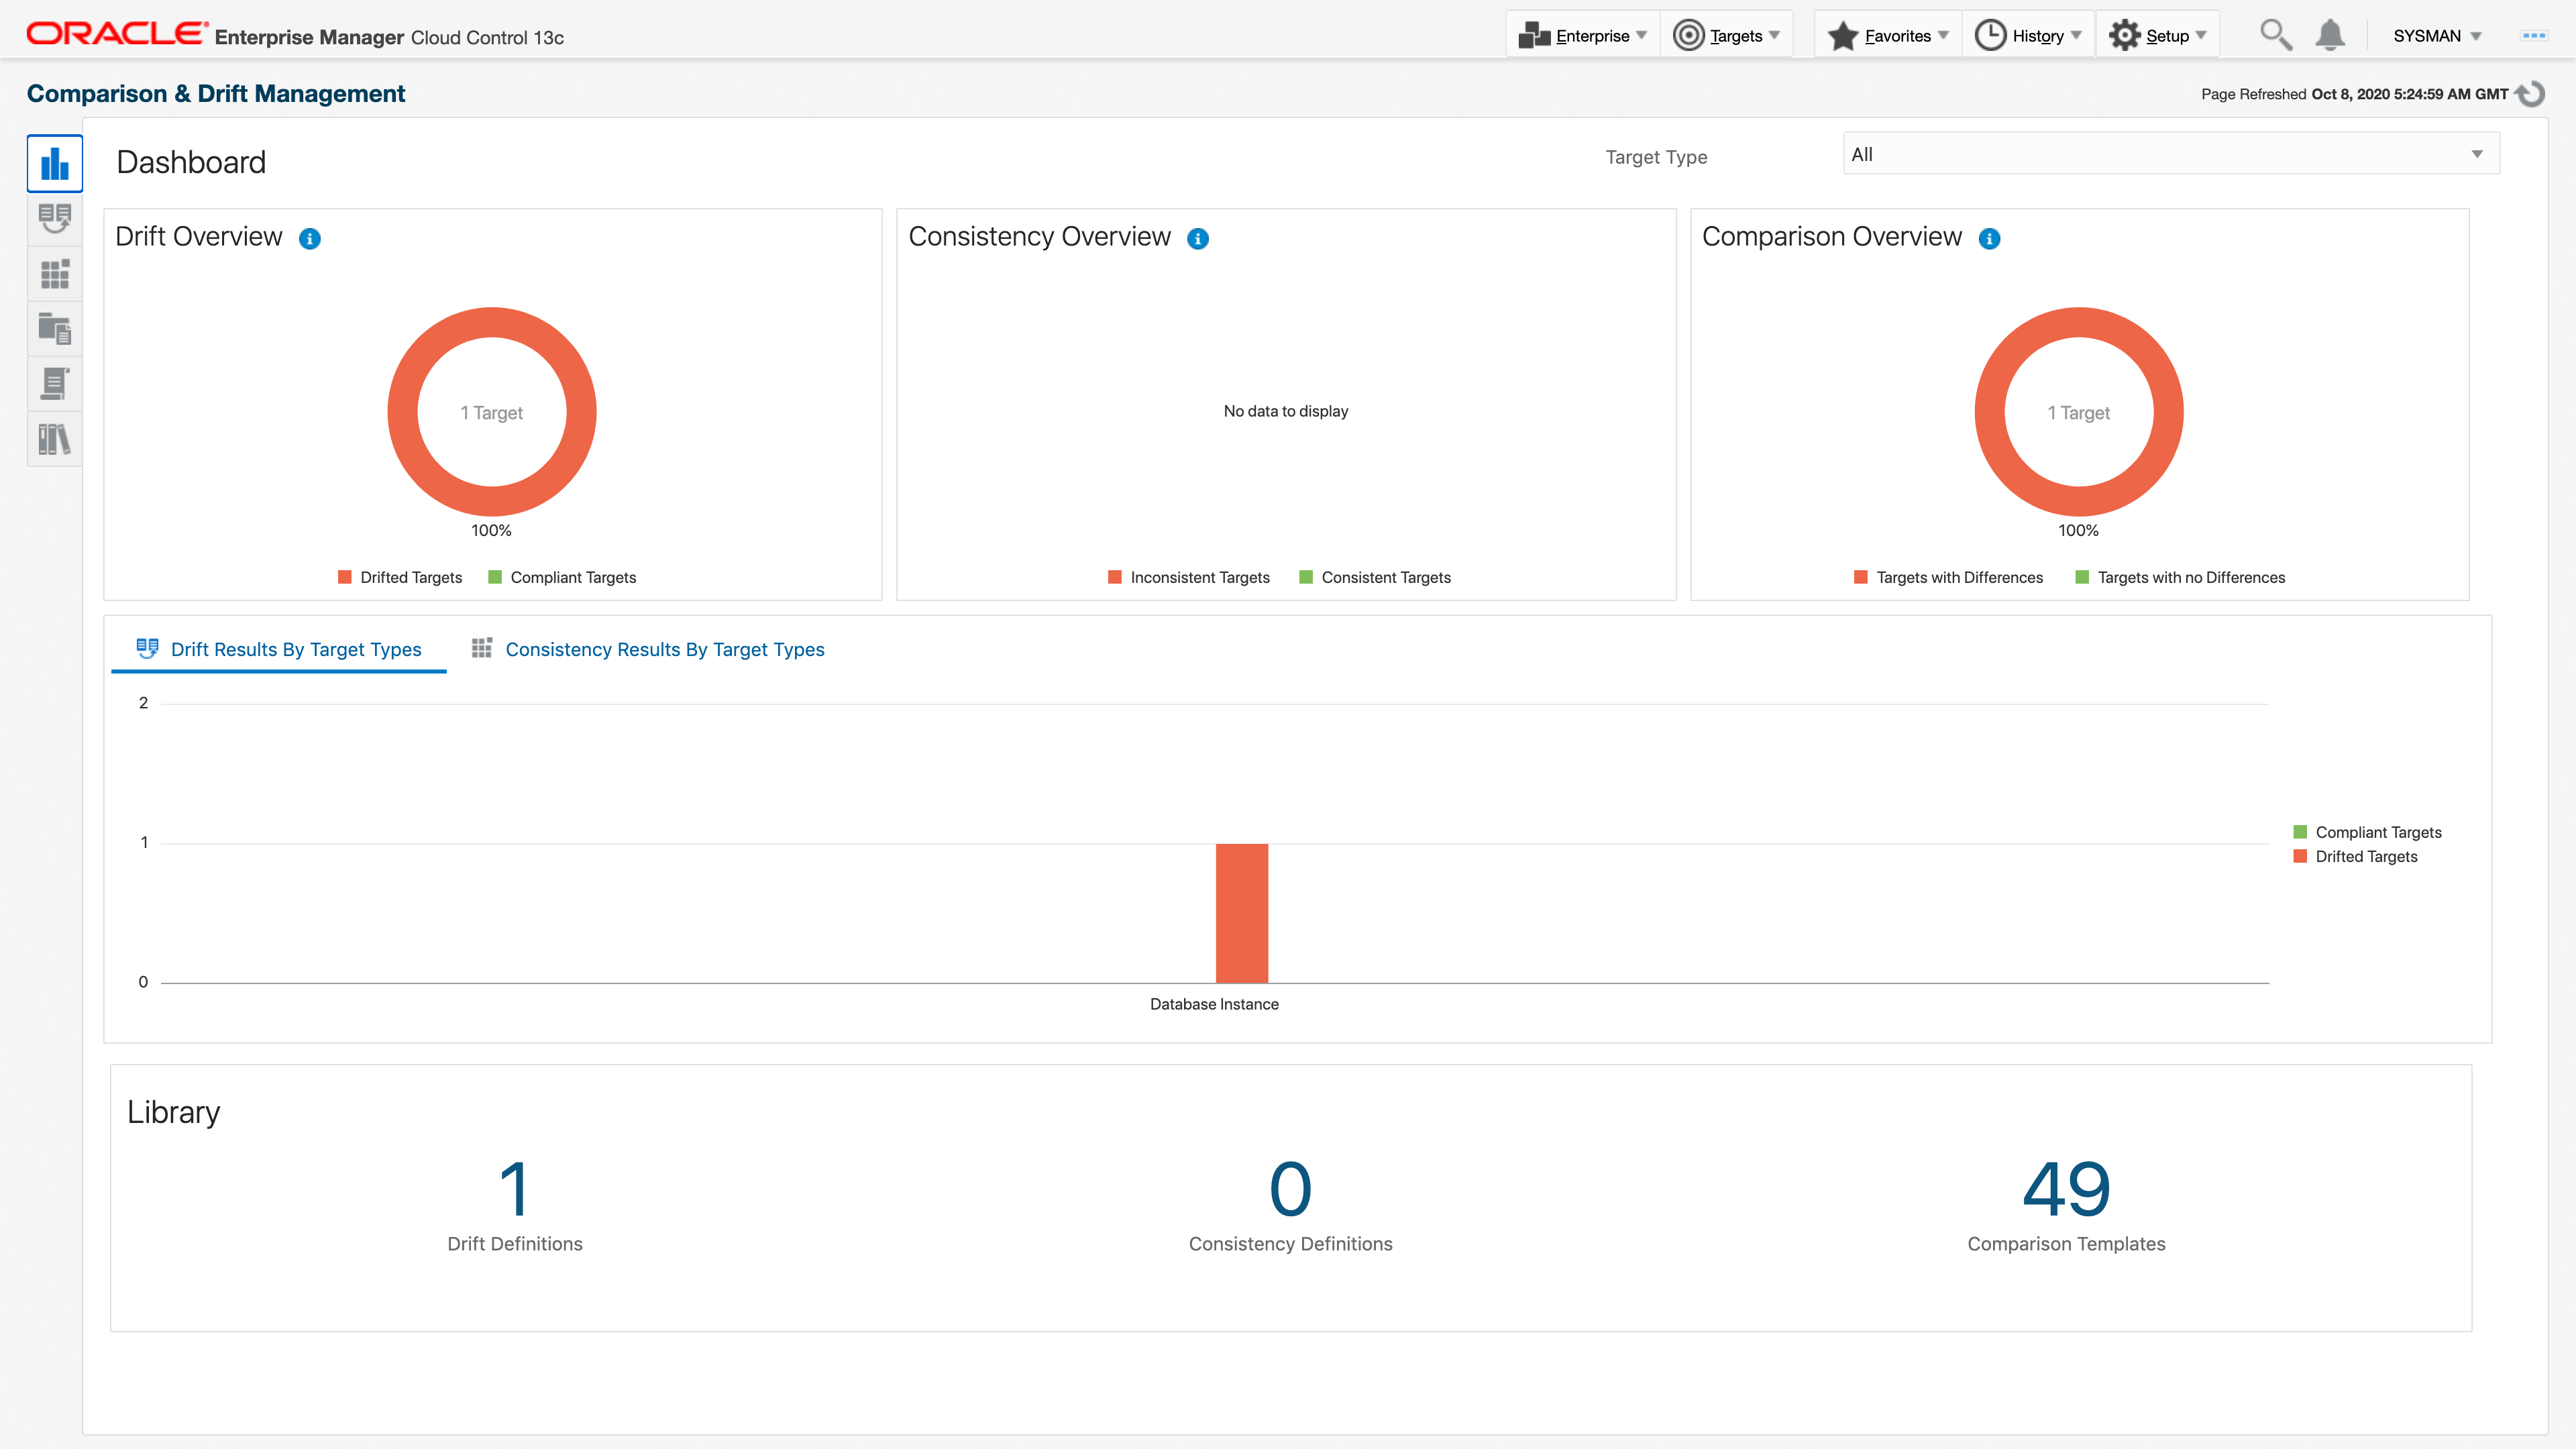 ORACLE Enterprise Manager Cloud Control 13c
Enterprise Targets Favorites History Setup SYSMAN
Comparison & Drift Management
Page Refreshed Oct 8, 2020 5:24:59 AM GMT
Dashboard
Target Type
All
Drift Overview
1 Target
100%
Drifted Targets Compliant Targets
Consistency Overview
No data to display
Inconsistent Targets Consistent Targets
Comparison Overview
1 Target
100%
Targets with Differences Targets with no Differences
Drift Results By Target Types Consistency Results By Target Types
2
1
0
Database Instance
Compliant Targets
Drifted Targets
Library
1
Drift Definitions
0
Consistency Definitions
49
Comparison Templates